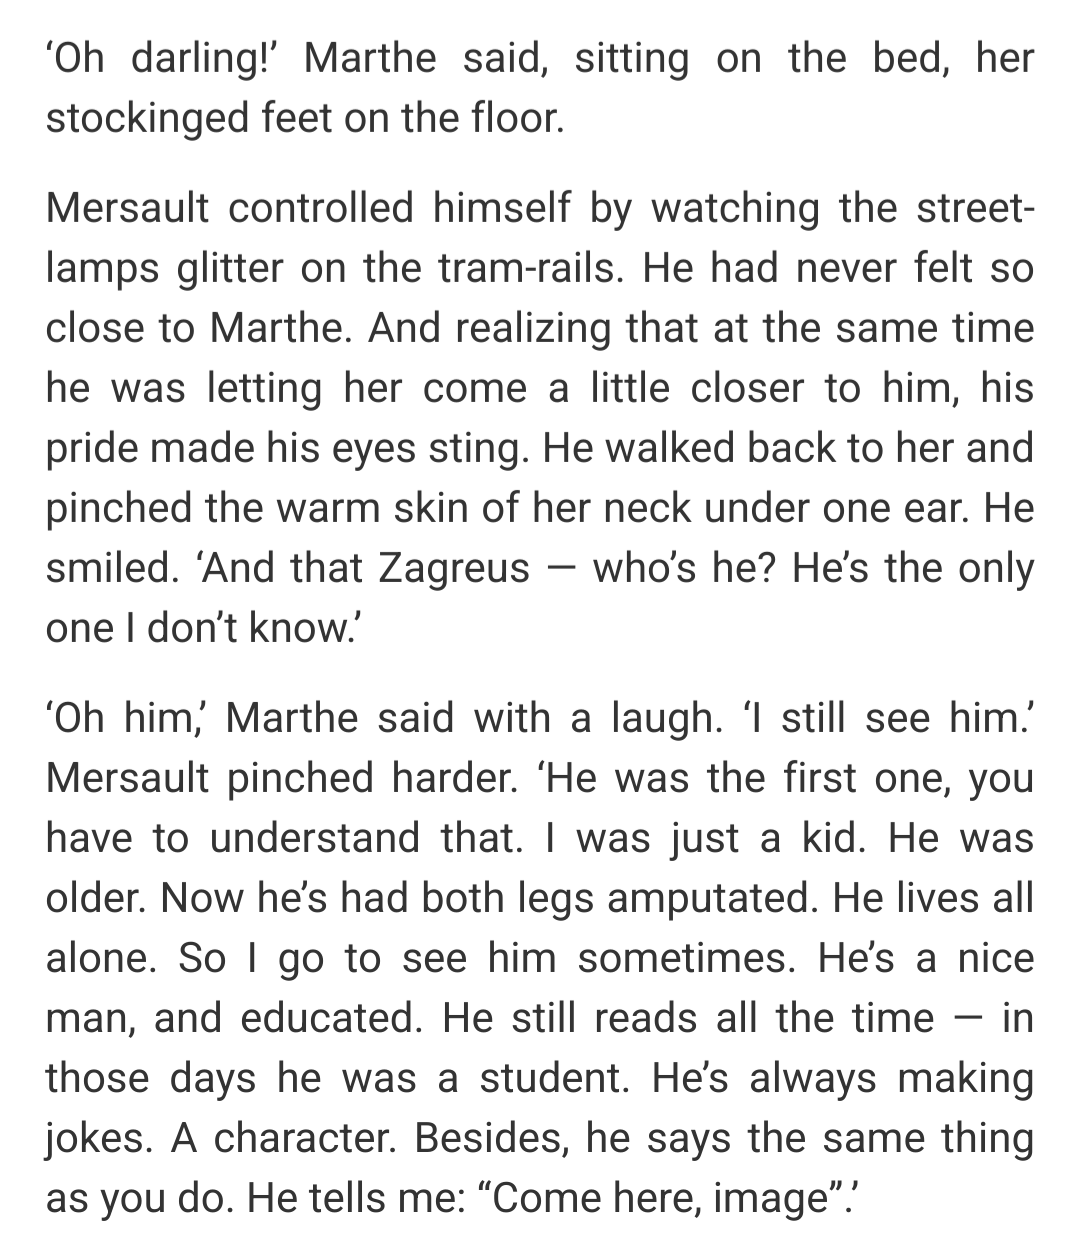 ‘Oh darling!’ Marthe said, sitting on the bed, her
stockinged feet on the floor.
Mersault controlled himself by watching the street-
lamps glitter on the tram-rails. He had never felt so
close to Marthe. And realizing that at the same time
he was letting her come a little closer to him, his
pride made his eyes sting. He walked back to her and
pinched the warm skin of her neck under one ear. He
smiled. ‘And that Zagreus — who’s he? He’s the only
one I don’t know.’
‘Oh him,’ Marthe said with a laugh. ‘I still see him.’
Mersault pinched harder. ‘He was the first one, you
have to understand that. I was just a kid. He was
older. Now he’s had both legs amputated. He lives all
alone. So I go to see him sometimes. He’s a nice
man, and educated. He still reads all the time — in
those days he was a student. He’s always making
jokes. A character. Besides, he says the same thing
as you do. He tells me: “Come here, image”.’